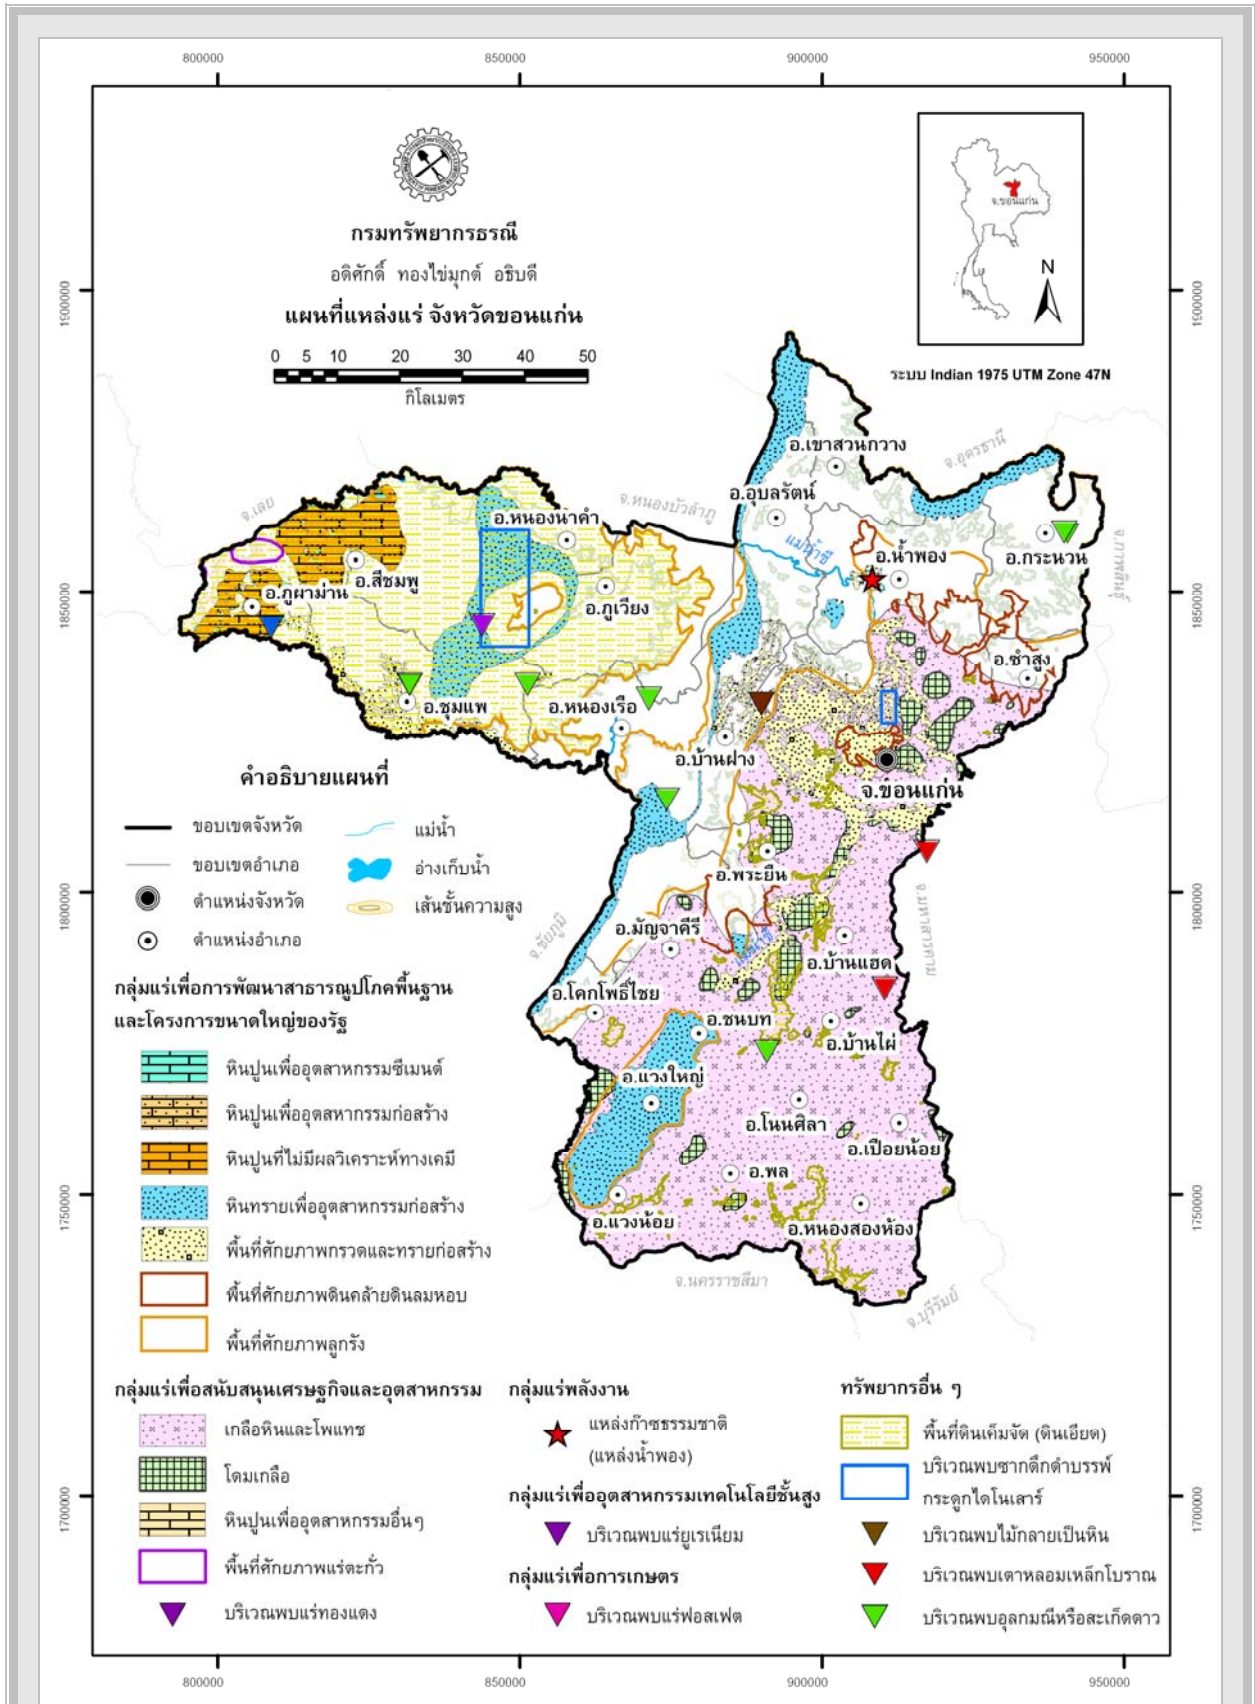 800000
850000
900000
950000
กรมทรัพยากรธรณี
อดิศักดิ์ ทองไข่มุกต์ อธิบดี
แผนที่แหล่งแร่ จังหวัดขอนแก่น
0 5 10 20 30 40 50
กิโลเมตร
จ.ขอนแก่น
N
ระบบ Indian 1975 UTM Zone 47N
1900000
1900000
อ.เขาสวนกวาง
จ.อุดรธานี
จ.เลย
จ.หนองบัวลำภู
อ.อุบลรัตน์
อ.หนองนาคำ
แม่น้ำชี
อ.น้ำพอง
อ.กระนวน
จ.กาฬสินธุ์
อ.สีชมพู
อ.ภูผาม่าน
อ.ภูเวียง
1850000
1850000
อ.ซำสูง
อ.ชุมแพ
อ.หนองเรือ
อ.บ้านฝาง
จ.ขอนแก่น
คำอธิบายแผนที่
ขอบเขตจังหวัด
แม่น้ำ
ขอบเขตอำเภอ
อ่างเก็บน้ำ
ตำแหน่งจังหวัด
เส้นชั้นความสูง
ตำแหน่งอำเภอ
อ.พระยืน
1800000
1800000
จ.มหาสารคาม
จ.ชัยภูมิ
อ.มัญจาคีรี
แม่น้ำชี
อ.บ้านแฮด
อ.โคกโพธิ์ไชย
อ.ชนบท
อ.บ้านไผ่
อ.แวงใหญ่
อ.โนนศิลา
อ.เปือยน้อย
อ.พล
อ.แวงน้อย
อ.หนองสองห้อง
1750000
1750000
จ.นครราชสีมา
จ.บุรีรัมย์
กลุ่มแร่เพื่อการพัฒนาสาธารณูปโภคพื้นฐาน
และโครงการขนาดใหญ่ของรัฐ
หินปูนเพื่ออุตสาหกรรมซีเมนต์
หินปูนเพื่ออุตสหากรรมก่อสร้าง
หินปูนที่ไม่มีผลวิเคราะห์ทางเคมี
หินทรายเพื่ออุตสาหกรรมก่อสร้าง
พื้นที่ศักยภาพกรวดและทรายก่อสร้าง
พื้นที่ศักยภาพดินคล้ายดินลมหอบ
พื้นที่ศักยภาพลูกรัง
กลุ่มแร่เพื่อสนับสนุนเศรษฐกิจและอุตสาหกรรม
เกลือหินและโพแทช
โดมเกลือ
หินปูนเพื่ออุตสาหกรรมอื่นๆ
พื้นที่ศักยภาพแร่ตะกั่ว
บริเวณพบแร่ทองแดง
กลุ่มแร่พลังงาน
แหล่งก๊าซธรรมชาติ
(แหล่งน้ำพอง)
กลุ่มแร่เพื่ออุตสาหกรรมเทคโนโลยีชั้นสูง
บริเวณพบแร่ยูเรเนียม
กลุ่มแร่เพื่อการเกษตร
บริเวณพบแร่ฟอสเฟต
ทรัพยากรอื่น ๆ
พื้นที่ดินเค็มจัด (ดินเอียด)
บริเวณพบซากดึกดำบรรพ์
กระดูกไดโนเสาร์
บริเวณพบไม้กลายเป็นหิน
บริเวณพบเตาหลอมเหล็กโบราณ
บริเวณพบอุลกมณีหรือสะเก็ดดาว
1700000
1700000
800000
850000
900000
950000